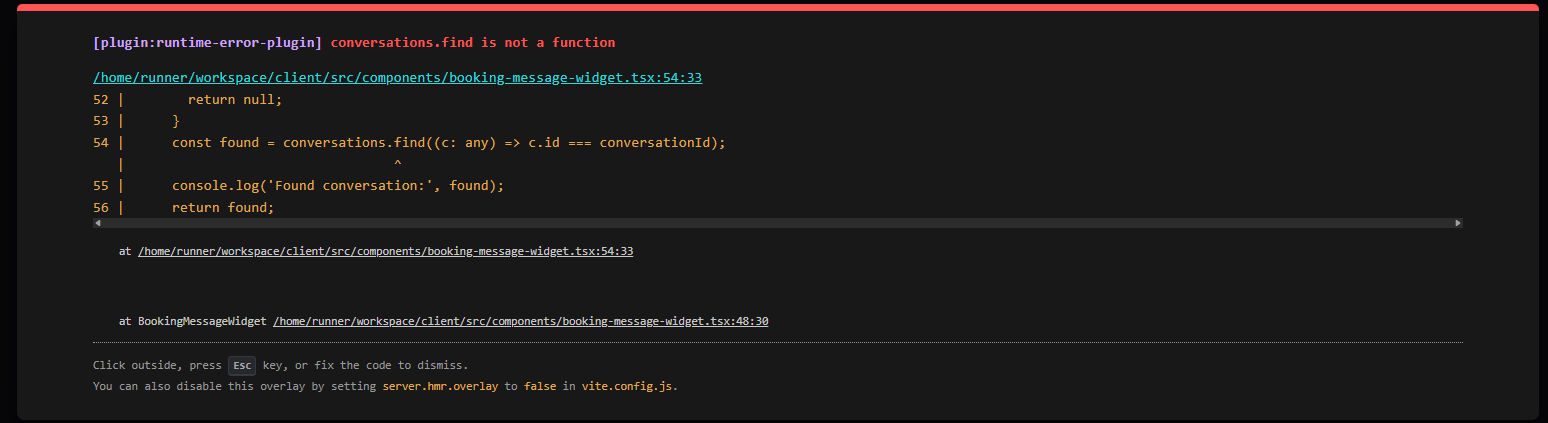 [plugin:runtime-error-plugin] conversations.find is not a function
/home/runner/workspace/client/src/components/booking-message-widget.tsx:54:33
52 |        return null;
53 |      }
54 |      const found = conversations.find((c: any) => c.id === conversationId);
   |                                  ^
55 |      console.log('Found conversation:', found);
56 |      return found;
at /home/runner/workspace/client/src/components/booking-message-widget.tsx:54:33
at BookingMessageWidget /home/runner/workspace/client/src/components/booking-message-widget.tsx:48:30
Click outside, press Esc key, or fix the code to dismiss.
You can also disable this overlay by setting server.hmr.overlay to false in vite.config.js.